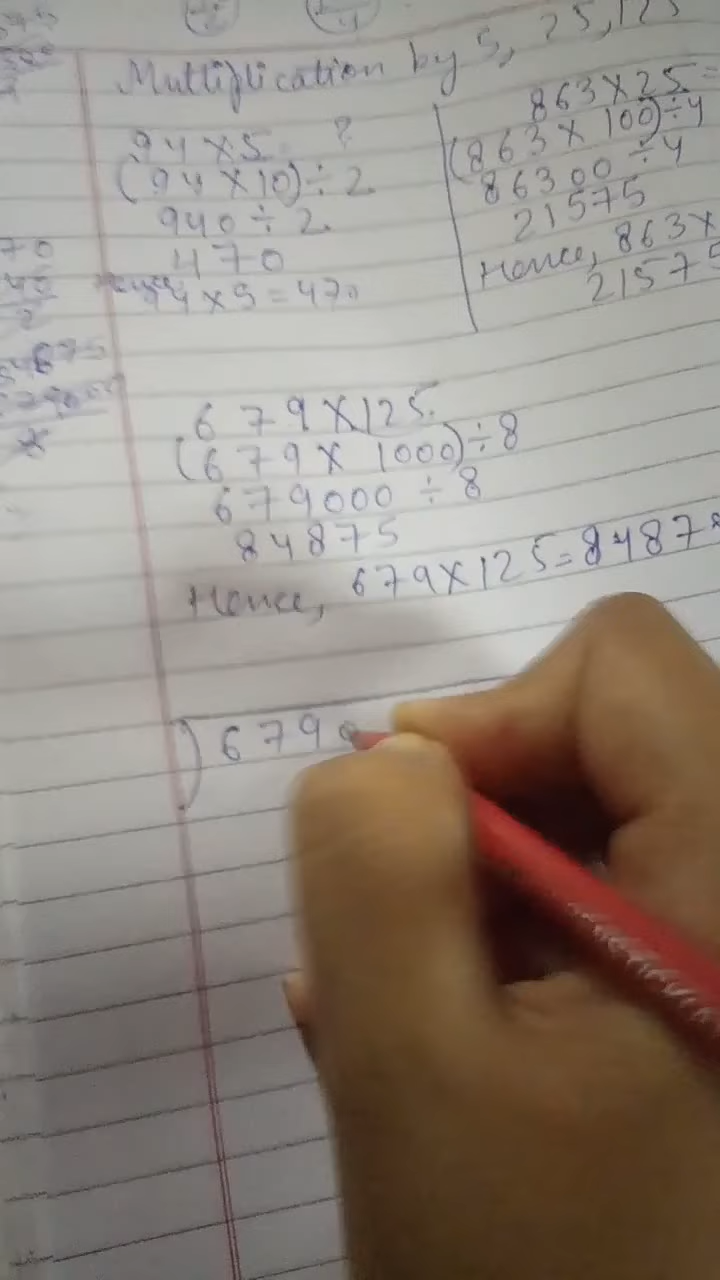 Multiplication by 5, 25, 125
94 x 5 ?
(94 x 10) ÷ 2
940 ÷ 2
470
94 x 5 = 470
863 x 25 =
(863 x 100) ÷ 4
86300 ÷ 4
21575
Hence, 863 x
21575
679 x 125
(679 x 1000) ÷ 8
679000 ÷ 8
84875
Hence, 679 x 125 = 8487
) 6790